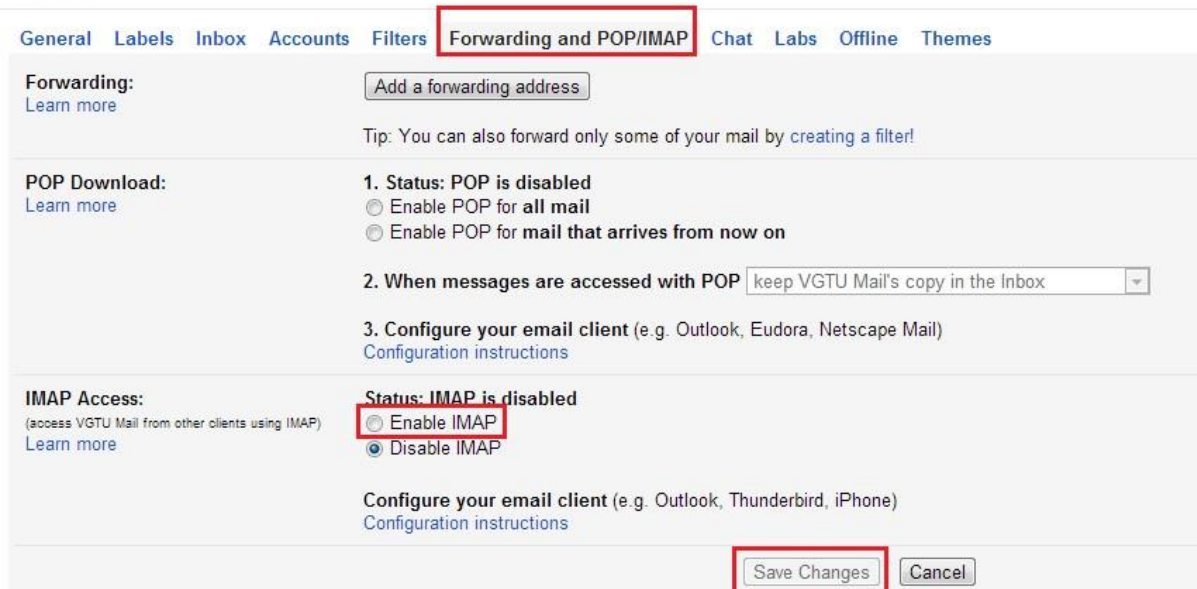 General Labels Inbox Accounts Filters Forwarding and POP/IMAP Chat Labs Offline Themes
Forwarding:
Learn more
Add a forwarding address
Tip: You can also forward only some of your mail by creating a filter!
POP Download:
Learn more
1. Status: POP is disabled
Enable POP for all mail
Enable POP for mail that arrives from now on
2. When messages are accessed with POP keep VGTU Mail's copy in the Inbox
3. Configure your email client (e.g. Outlook, Eudora, Netscape Mail)
Configuration instructions
IMAP Access:
(access VGTU Mail from other clients using IMAP)
Learn more
Status: IMAP is disabled
Enable IMAP
Disable IMAP
Configure your email client (e.g. Outlook, Thunderbird, iPhone)
Configuration instructions
Save Changes Cancel